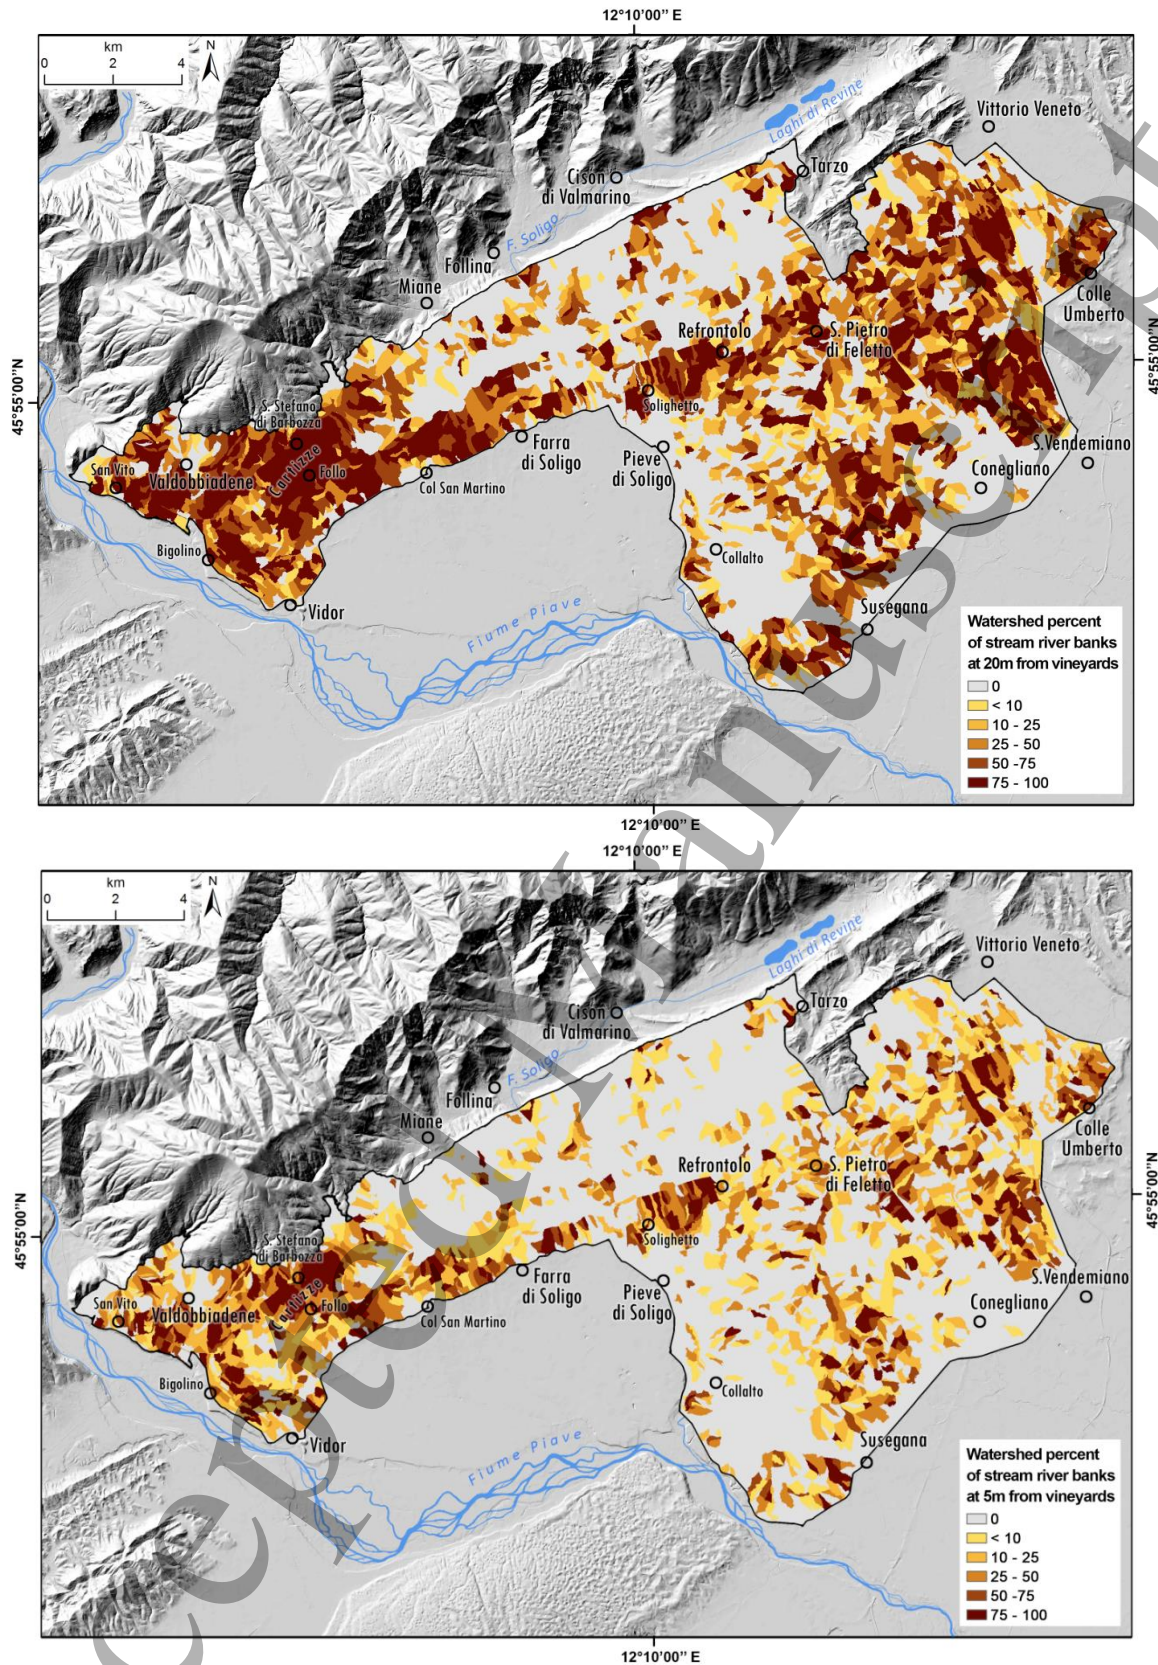 12°10'00'' E
km
N
0 2 4
Vittorio Veneto
Laghi di Revine
Tarzo
Cison
di Valmarino
F. Soligo
Follina
Miane
Colle
Umberto
Refrontolo
S. Pietro
di Feletto
45°55'00''N
45°55'00''N
Solighetto
S. Stefano
di Barbozza
Cartizze
Farra
di Soligo
Pieve
di Soligo
S.Vendemiano
Conegliano
San Vito
Valdobbiadene
Follo
Col San Martino
Bigolino
Collalto
Vidor
Fiume Piave
Susegana
Watershed percent
of stream river banks
at 20m from vineyards
0
< 10
10 - 25
25 - 50
50 -75
75 - 100
12°10'00'' E
12°10'00'' E
km
N
0 2 4
Vittorio Veneto
Laghi di Revine
Tarzo
Cison
di Valmarino
F. Soligo
Follina
Miane
Colle
Umberto
Refrontolo
S. Pietro
di Feletto
45°55'00''N
45°55'00''N
Solighetto
S. Stefano
di Barbozza
Cartizze
Farra
di Soligo
Pieve
di Soligo
S.Vendemiano
Conegliano
San Vito
Valdobbiadene
Follo
Col San Martino
Bigolino
Collalto
Vidor
Fiume Piave
Susegana
Watershed percent
of stream river banks
at 5m from vineyards
0
< 10
10 - 25
25 - 50
50 -75
75 - 100
12°10'00'' E
cepted Manuscript